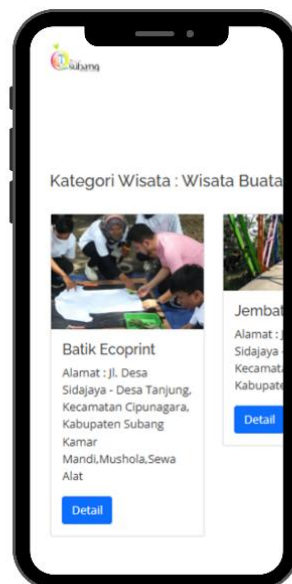 Subang
Kategori Wisata : Wisata Buata
Batik Ecoprint
Alamat : Jl. Desa
Sidajaya - Desa Tanjung,
Kecamatan Cipunagara,
Kabupaten Subang
Kamar
Mandi,Mushola,Sewa
Alat
Detail
Jembat
Alamat : J
Sidajaya -
Kecamata
Kabupate
Detail